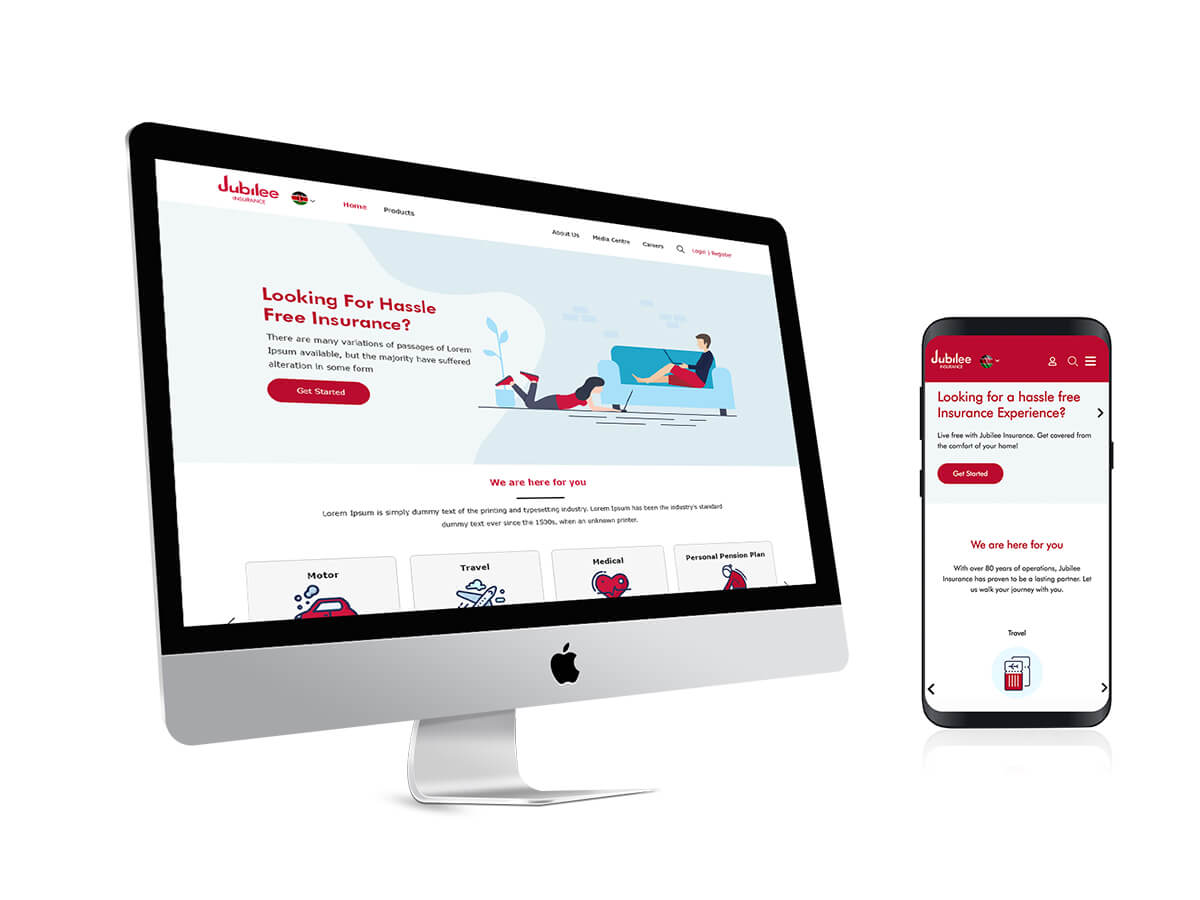 Jubilee
INSURANCE
Home
Products
About Us
Media Centre
Careers
Login | Register
Looking For Hassle
Free Insurance?
There are many variations of passages of Lorem
Ipsum available, but the majority have suffered
alteration in some form
Get Started
We are here for you
Lorem Ipsum is simply dummy text of the printing and typesetting industry. Lorem Ipsum has been the industry's standard
dummy text ever since the 1500s, when an unknown printer.
Motor
Travel
Medical
Personal Pension Plan
Jubilee
INSURANCE
Looking for a hassle free
Insurance Experience?
Live free with Jubilee Insurance. Get covered from
the comfort of your home!
Get Started
We are here for you
With over 80 years of operations, Jubilee
Insurance has proven to be a lasting partner. Let
us walk your journey with you.
Travel